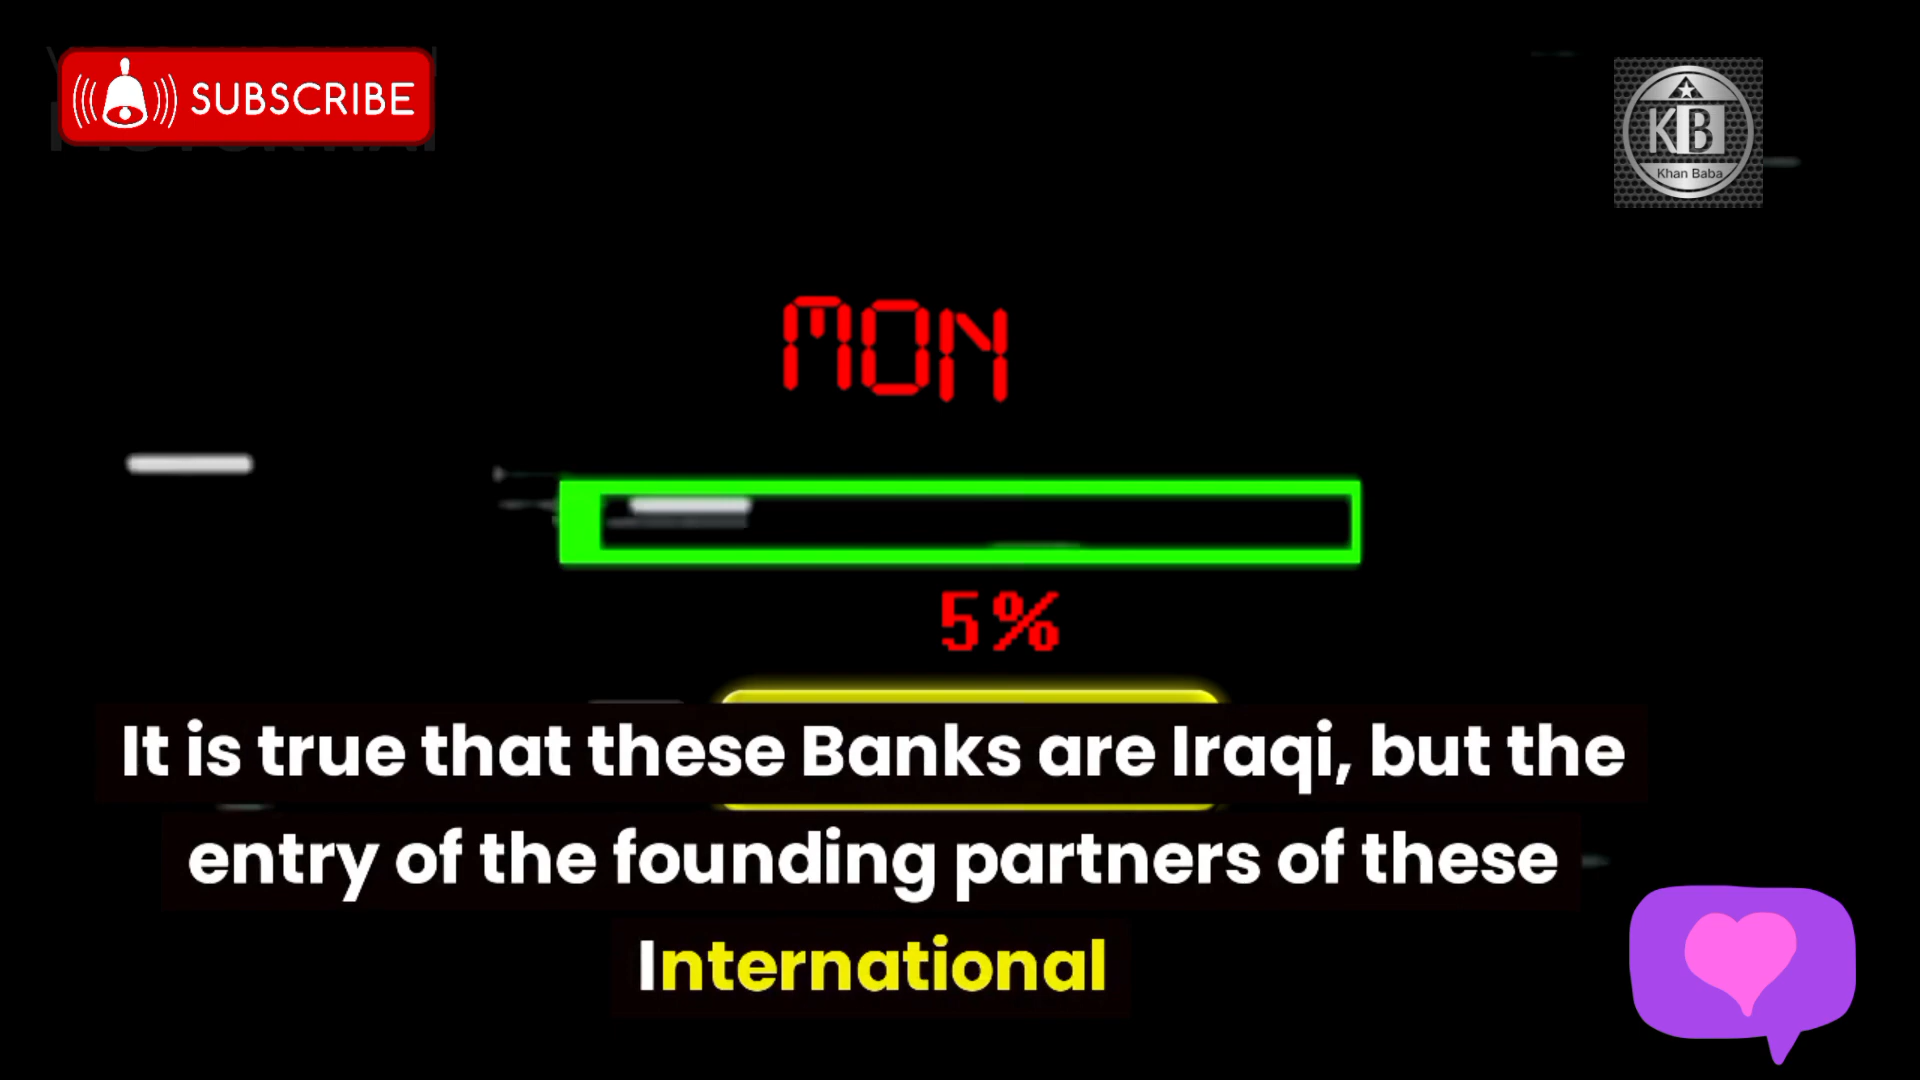 SUBSCRIBE
KB
Khan Baba
MON
5%
It is true that these Banks are Iraqi, but the
entry of the founding partners of these
International